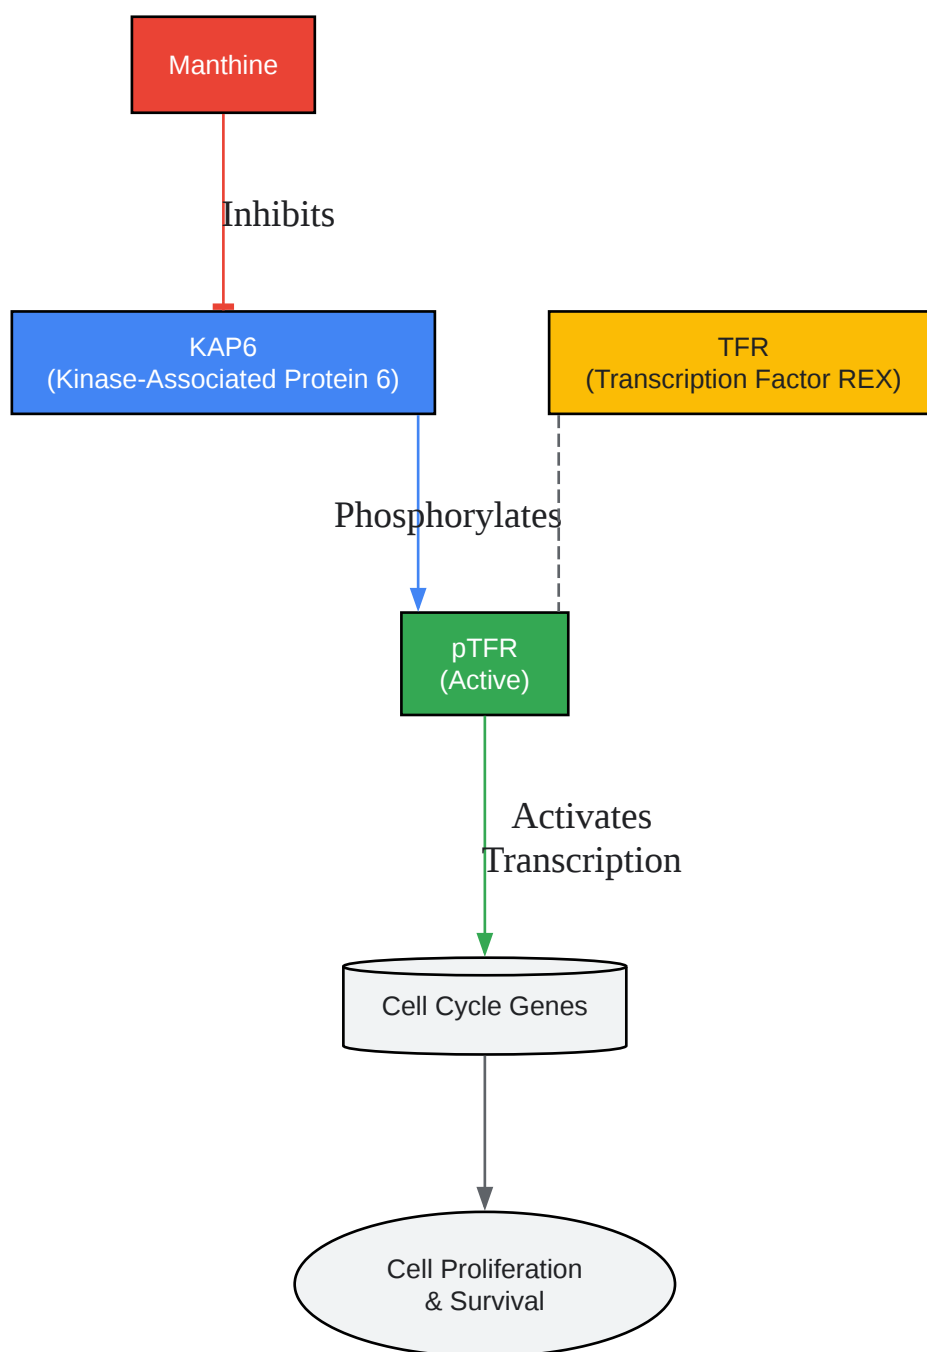 Manthine
Inhibits
KAP6
(Kinase-Associated Protein 6)
TFR
(Transcription Factor REX)
Phosphorylates
pTFR
(Active)
Activates
Transcription
Cell Cycle Genes
Cell Proliferation
& Survival